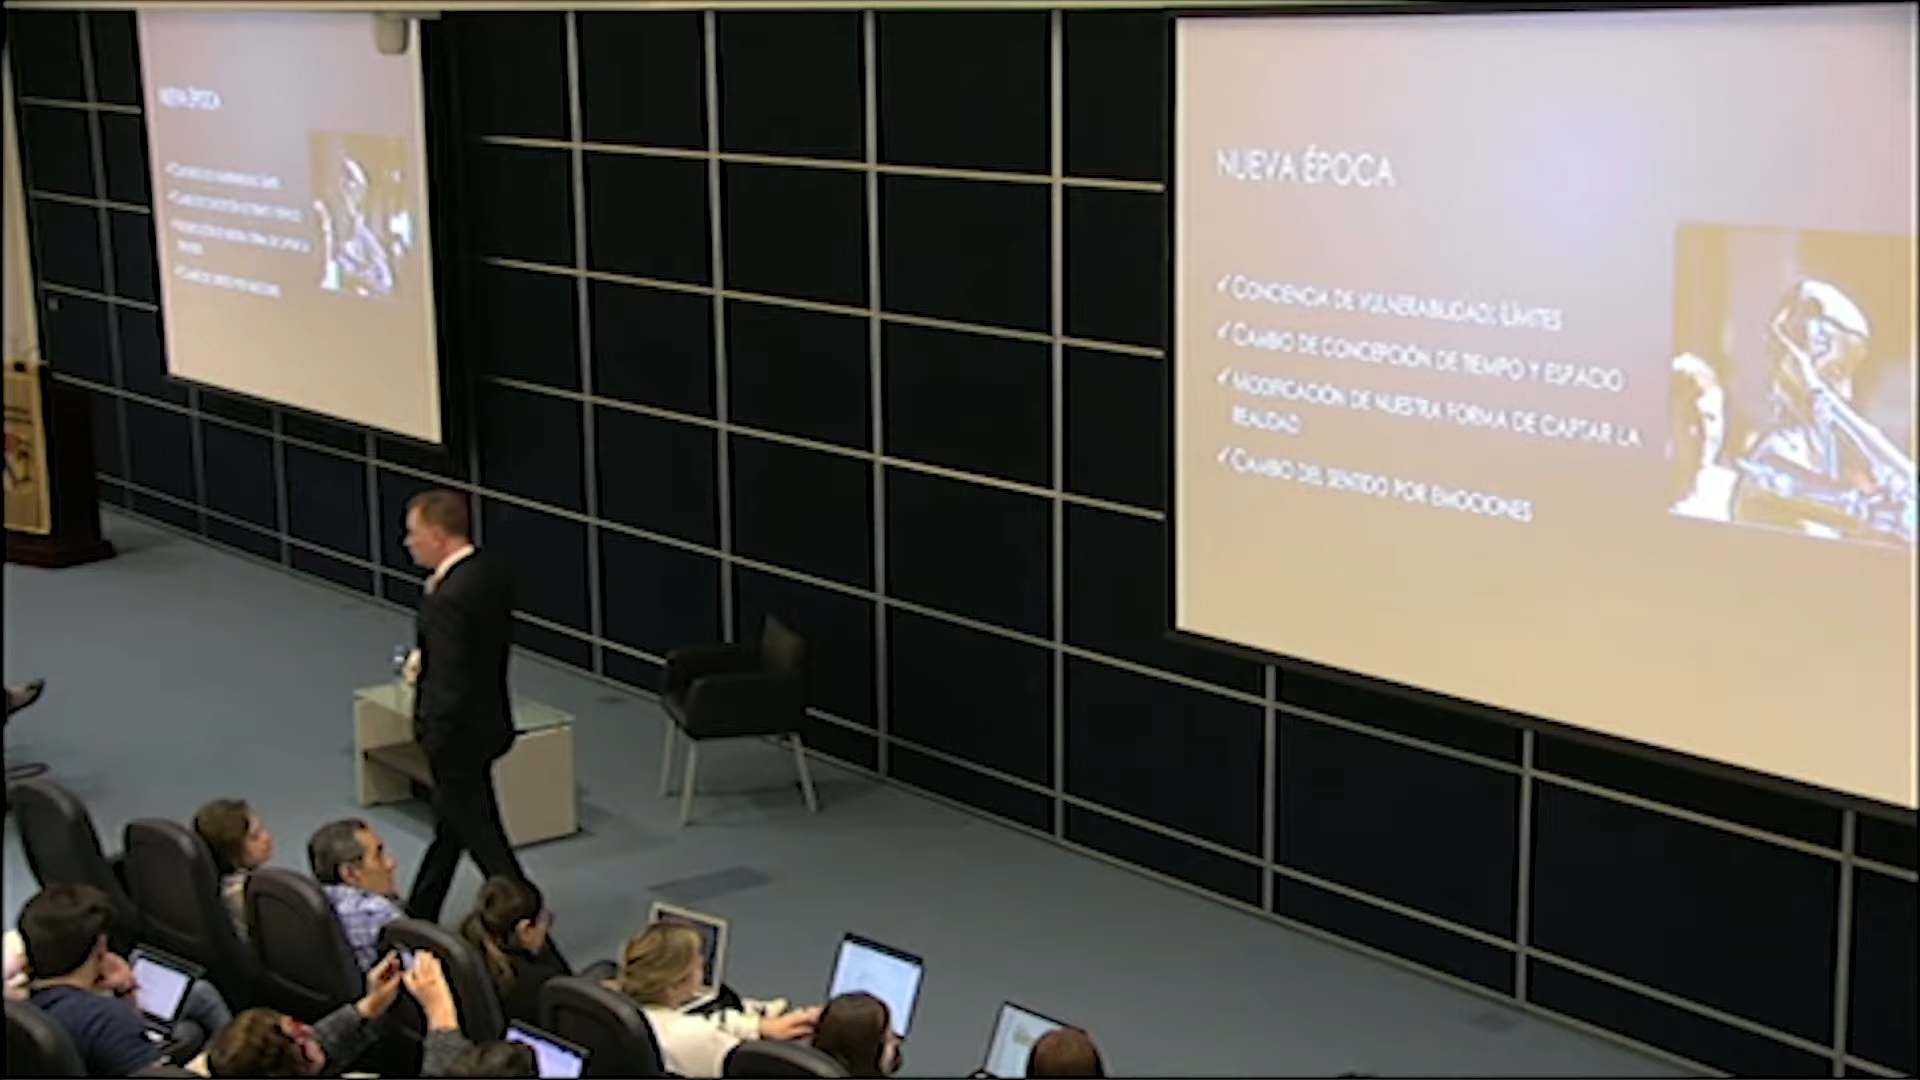 NUEVA ÉPOCA
✓ CONCIENCIA DE VULNERABILIDAD: LÍMITES
✓ CAMBIO DE CONCEPCIÓN DE TIEMPO Y ESPACIO
✓ MODIFICACIÓN DE NUESTRA FORMA DE CAPTAR LA
REALIDAD
✓ CAMBIO DEL SENTIDO POR EMOCIONES